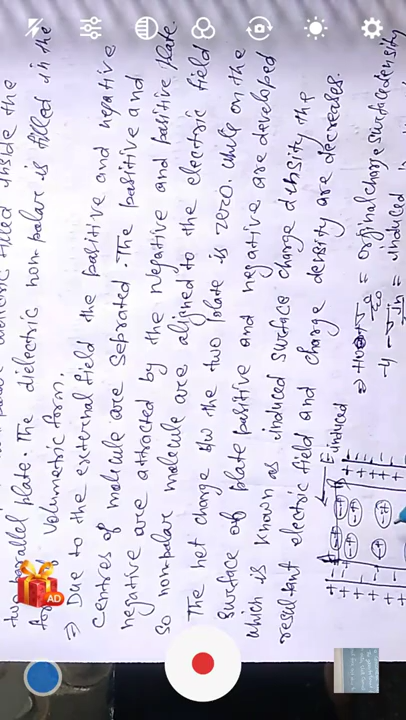 two parallel plate. The dielectric non polar is filled in the
Volumetric form.
⇒ Due to the external field the positive and negative
Centres of molecule are Seprated. The positive and
negative are attracted by the Negative and positive plate.
So non-polar molecule are aligned to the electric field
The net charge b/w the two plate is zero. while on the
Surface of plate positive and negative are developed
which is known as induced surface charge density the
resultant electric field and charge density are decreases.
E induced
= orginal charge surface density
= induced
AD